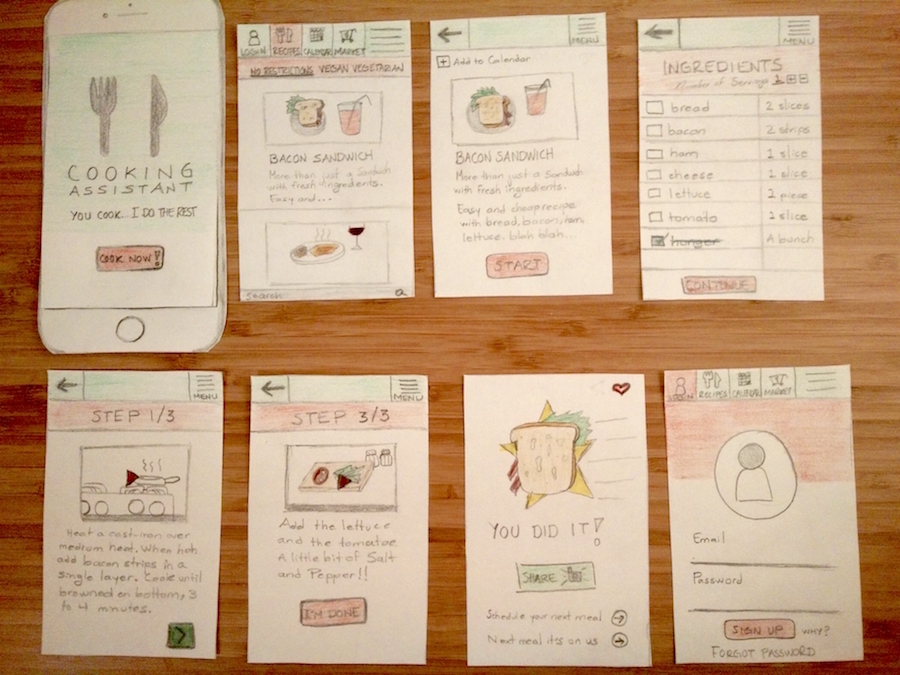 COOKING
ASSISTANT
YOU COOK... I DO THE REST
COOK NOW!
LOGIN RECIPES CALENDAR MARKET
NO RESTRICTIONS VEGAN VEGETARIAN
BACON SANDWICH
More than just a Sandwich
with fresh ingredients.
Easy and...
Search
MENU
+ Add to Calendar
BACON SANDWICH
More than just a Sandwich
with fresh ingredients.
Easy and cheap recipe
with bread, bacon, ham,
lettuce. blah blah...
START
MENU
INGREDIENTS
Number of Servings 1 + -
bread 2 slices
bacon 2 strips
ham 1 slice
cheese 1 slice
lettuce 2 piece
tomato 1 slice
hunger A bunch
CONTINUE
MENU
STEP 1/3
Heat a cast-iron over
medium heat. When hot
add bacon strips in a
single layer. Cook until
browned on bottom, 3
to 4 minutes.
MENU
STEP 3/3
Add the lettuce
and the tomatoe
A little bit of Salt
and Pepper!!
I'M DONE
YOU DID IT!
SHARE
Schedule your next meal
Next meal its on us
LOGIN RECIPES CALENDAR MARKET
Email
Password
SIGN UP WHY?
FORGOT PASSWORD